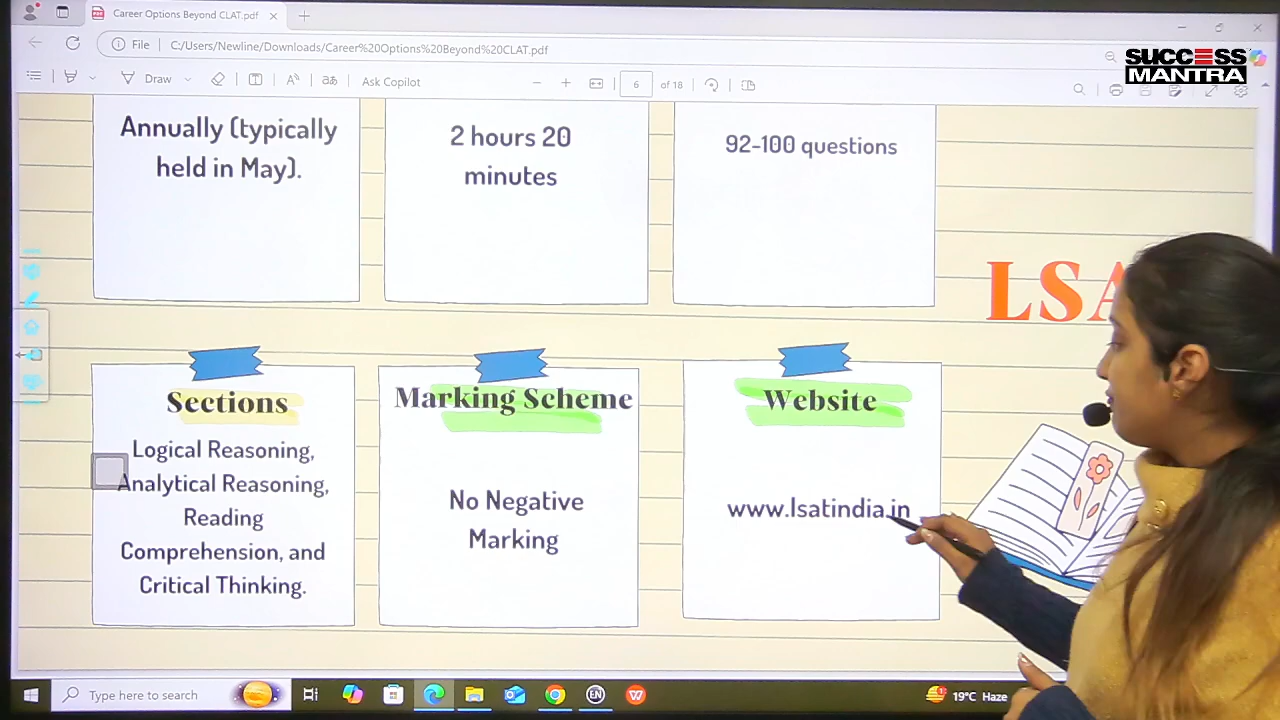 Career Options Beyond CLAT.pdf
File
C:/Users/Newline/Downloads/Career%20Options%20Beyond%20CLAT.pdf
SUCCESS
MANTRA
Draw
Ask Copilot
6
of 18
Annually (typically
held in May).
2 hours 20
minutes
92-100 questions
LSA
Sections
Logical Reasoning,
Analytical Reasoning,
Reading
Comprehension, and
Critical Thinking.
Marking Scheme
No Negative
Marking
Website
www.lsatindia.in
Type here to search
EN
19°C Haze